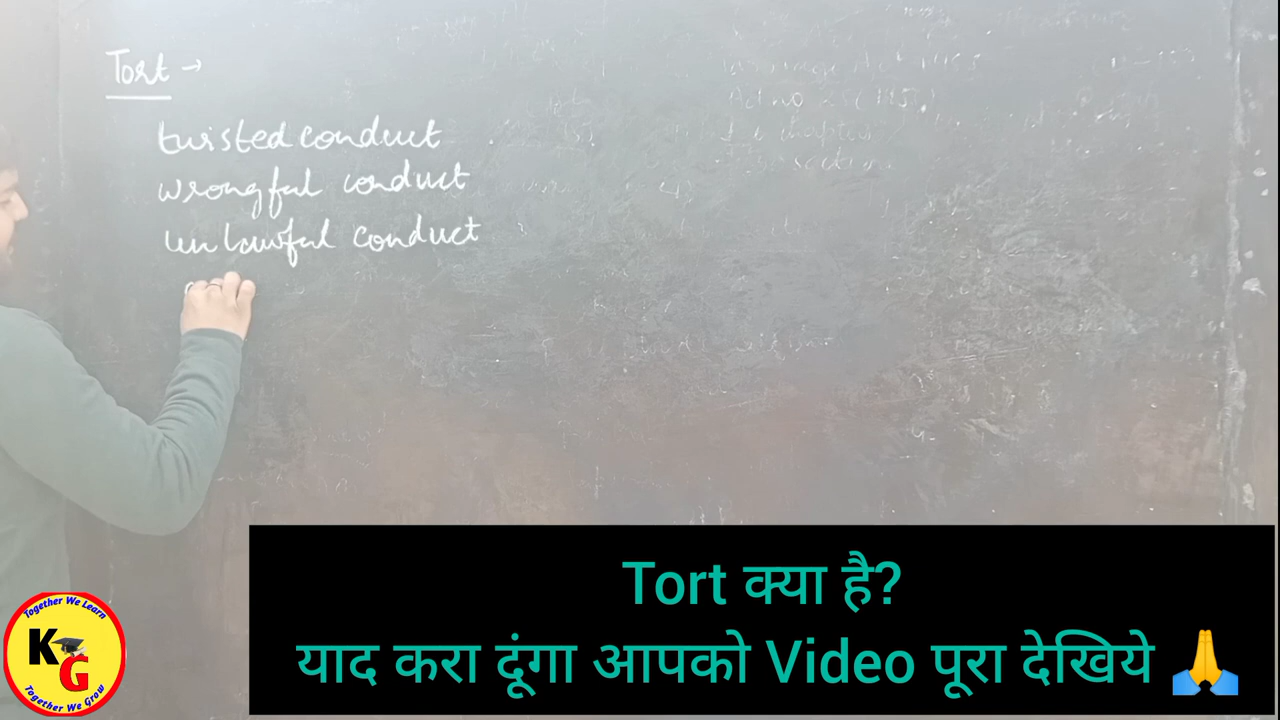 Tort →
twisted conduct
wrongful conduct
unlawful conduct
Tort क्या है?
याद करा दूंगा आपको Video पूरा देखिये 🙏
Together We Learn
KG
Together We Grow